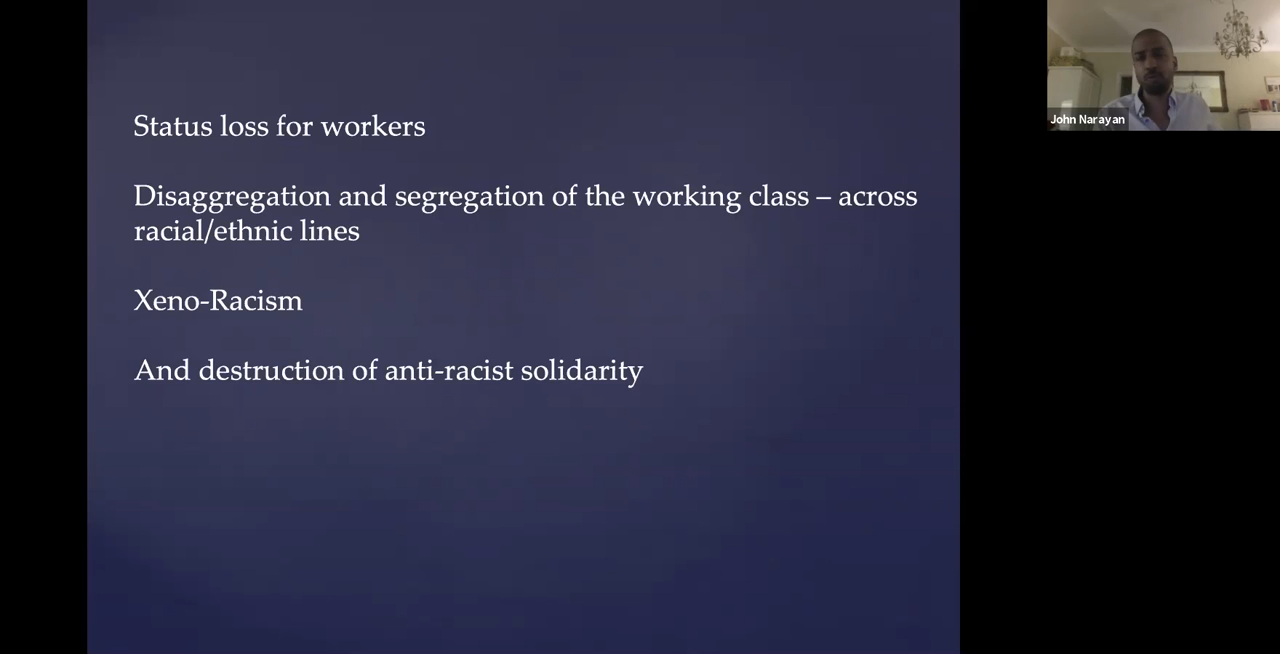 Status loss for workers
Disaggregation and segregation of the working class – across
racial/ethnic lines
Xeno-Racism
And destruction of anti-racist solidarity
John Narayan